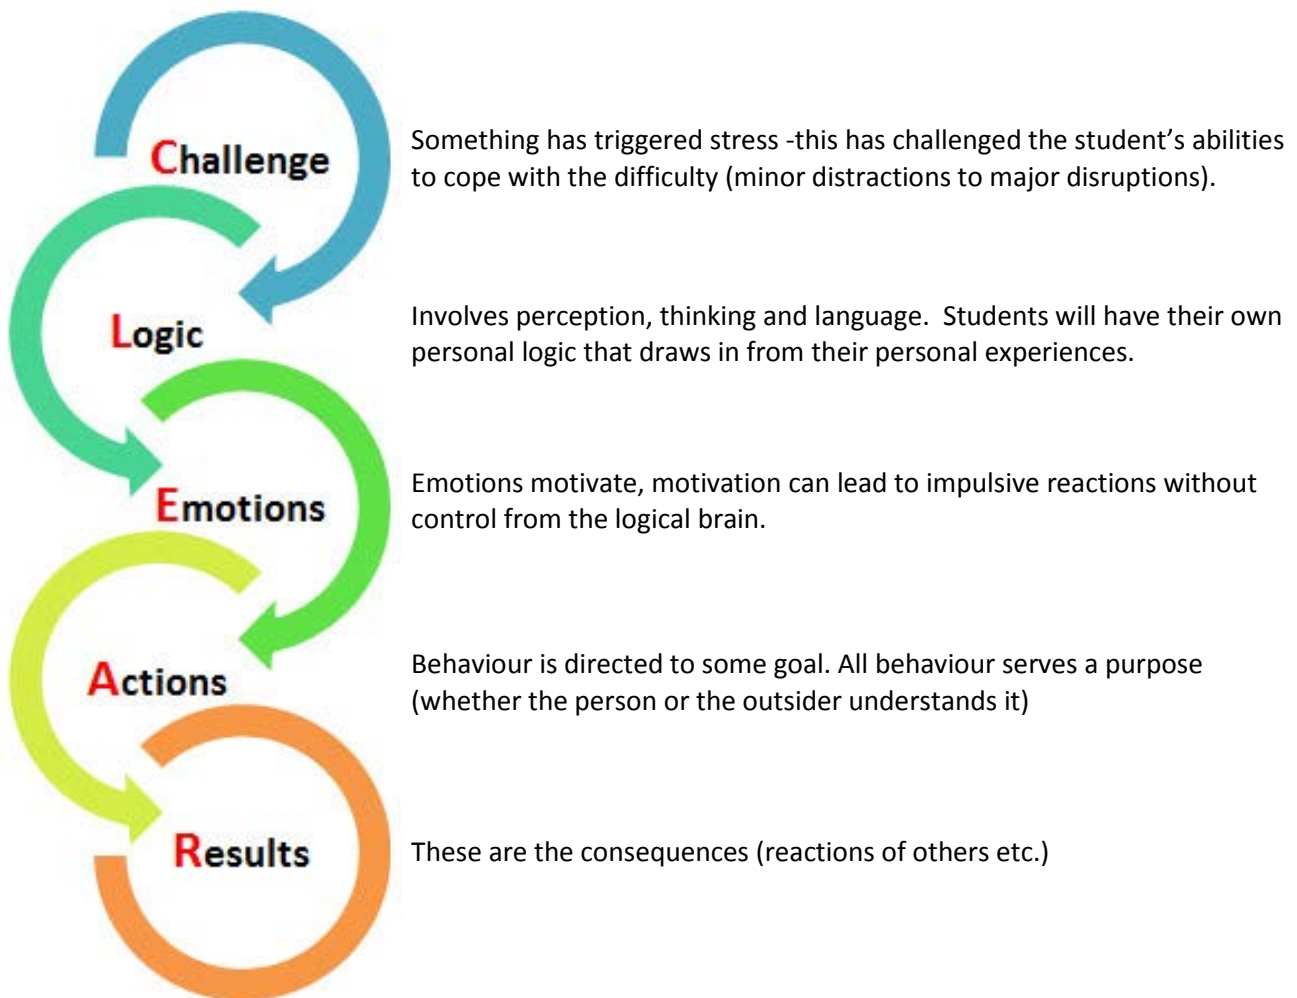 Challenge
Something has triggered stress -this has challenged the student’s abilities
to cope with the difficulty (minor distractions to major disruptions).
Logic
Involves perception, thinking and language.  Students will have their own
personal logic that draws in from their personal experiences.
Emotions
Emotions motivate, motivation can lead to impulsive reactions without
control from the logical brain.
Actions
Behaviour is directed to some goal. All behaviour serves a purpose
(whether the person or the outsider understands it)
Results
These are the consequences (reactions of others etc.)